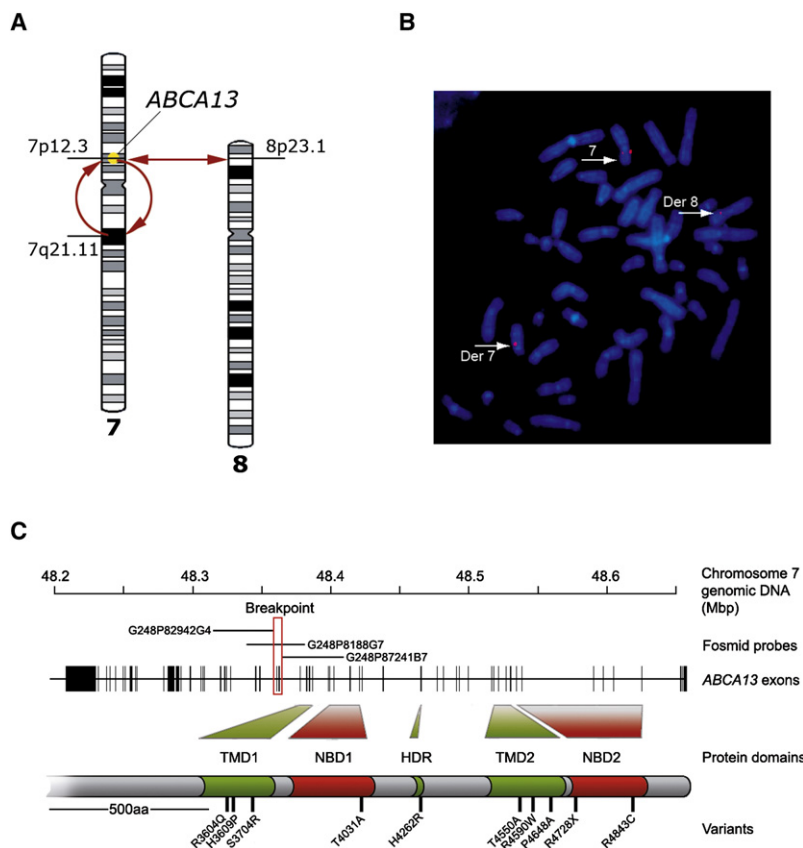 A
ABCA13
7p12.3
8p23.1
7q21.11
7
8
B
7
Der 8
Der 7
C
48.2 48.3 48.4 48.5 48.6
Chromosome 7
genomic DNA
(Mbp)
Breakpoint
G248P82942G4
G248P8188G7
G248P87241B7
Fosmid probes
ABCA13 exons
TMD1 NBD1 HDR TMD2 NBD2
Protein domains
500aa
R3604Q
H3609P
S3704R
T4031A
H4262R
T4550A
R4590W
P4648A
R4728X
R4843C
Variants